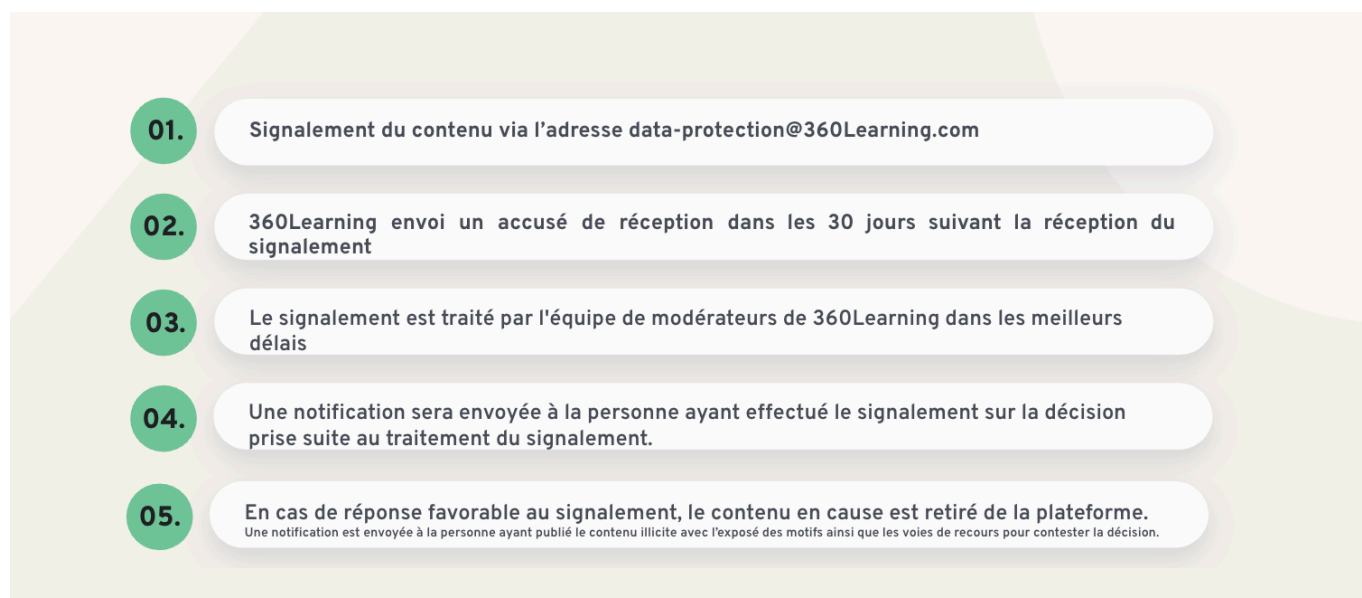 01.
Signalement du contenu via l’adresse data-protection@360Learning.com
02.
360Learning envoi un accusé de réception dans les 30 jours suivant la réception du
signalement
03.
Le signalement est traité par l'équipe de modérateurs de 360Learning dans les meilleurs
délais
04.
Une notification sera envoyée à la personne ayant effectué le signalement sur la décision
prise suite au traitement du signalement.
05.
En cas de réponse favorable au signalement, le contenu en cause est retiré de la plateforme.
Une notification est envoyée à la personne ayant publié le contenu illicite avec l’exposé des motifs ainsi que les voies de recours pour contester la décision.